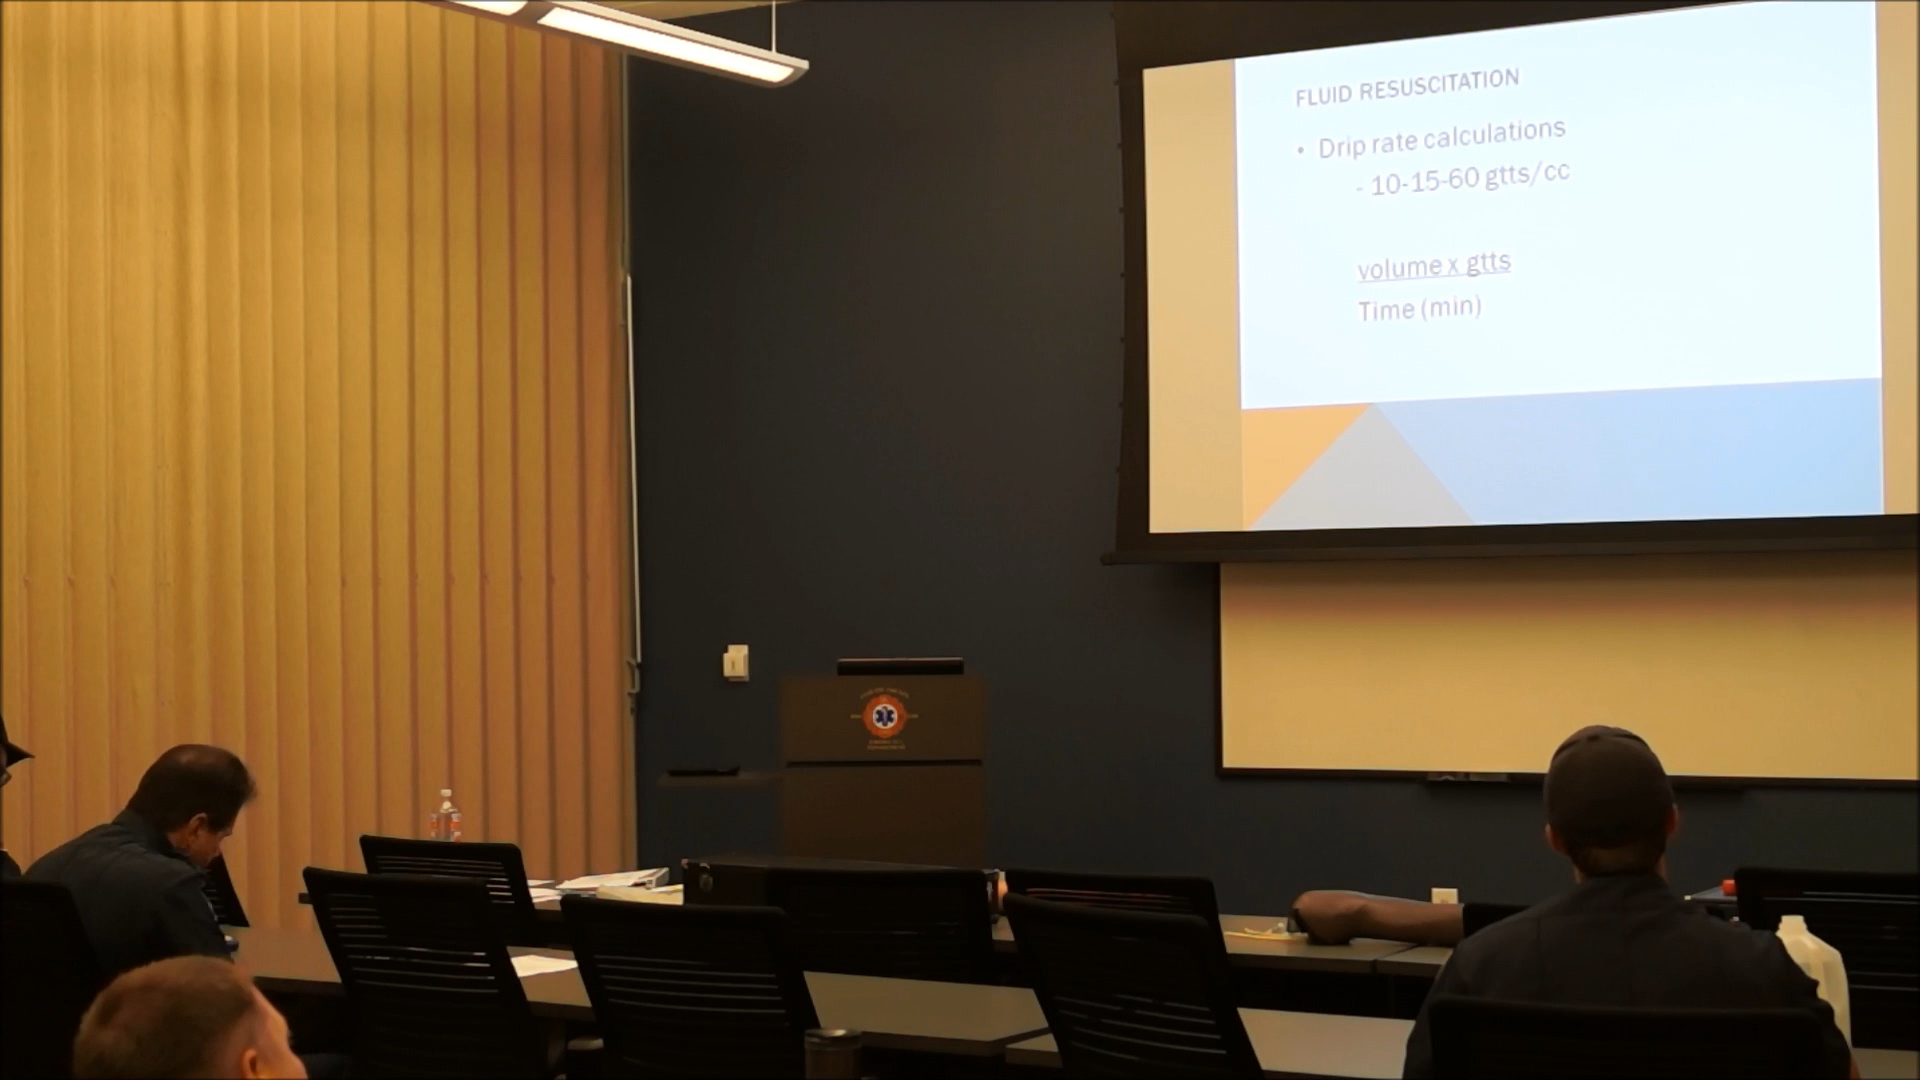 FLUID RESUSCITATION
• Drip rate calculations
- 10-15-60 gtts/cc
volume x gtts
Time (min)